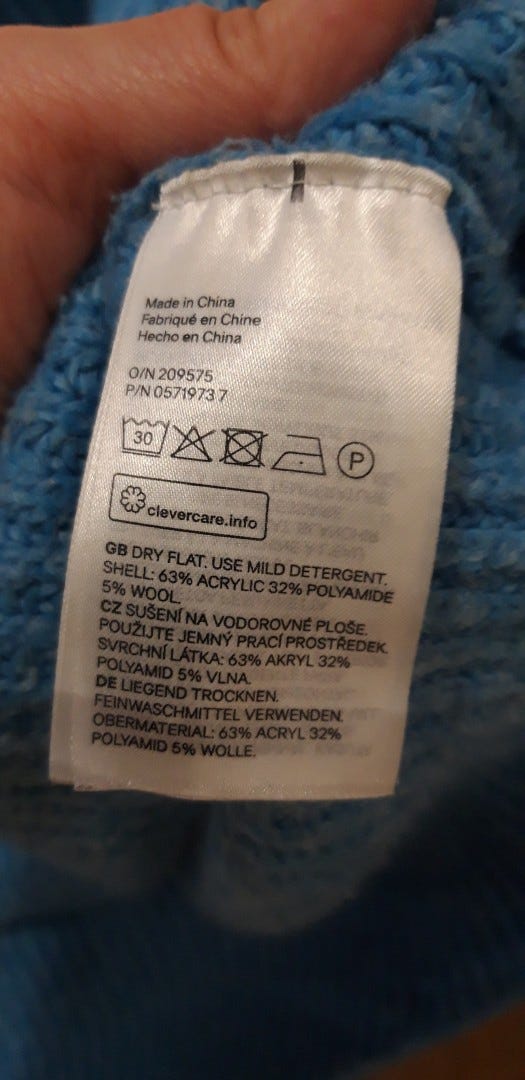 Made in China
Fabriqué en Chine
Hecho en China
O/N 209575
P/N 0571973 7
30
P
clevercare.info
GB DRY FLAT. USE MILD DETERGENT.
SHELL: 63% ACRYLIC 32% POLYAMIDE
5% WOOL.
CZ SUŠENÍ NA VODOROVNÉ PLOŠE.
POUŽIJTE JEMNÝ PRACÍ PROSTŘEDEK.
SVRCHNÍ LÁTKA: 63% AKRYL 32%
POLYAMID 5% VLNA.
DE LIEGEND TROCKNEN.
FEINWASCHMITTEL VERWENDEN.
OBERMATERIAL: 63% ACRYL 32%
POLYAMID 5% WOLLE.